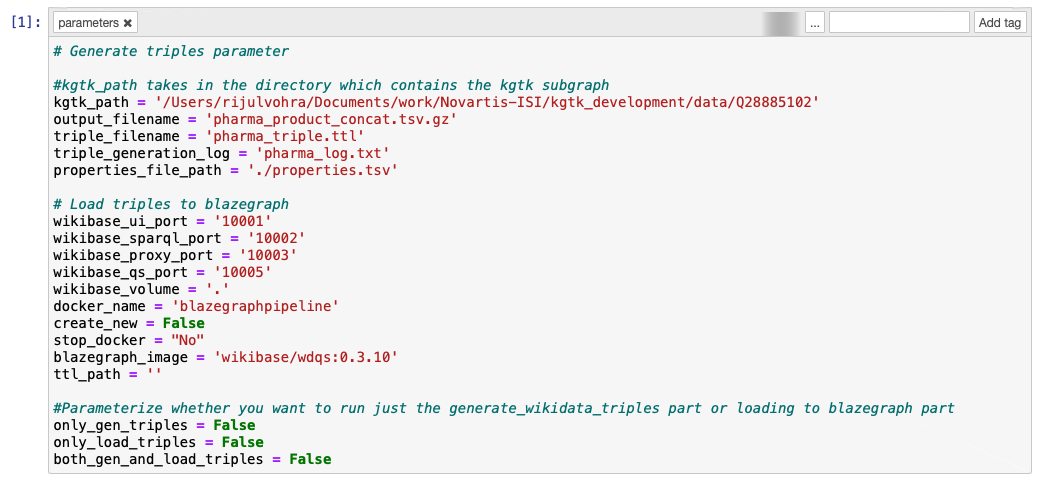 [1]:
parameters ✖
...
Add tag
# Generate triples parameter
#kgtk_path takes in the directory which contains the kgtk subgraph
kgtk_path = '/Users/rijulvohra/Documents/work/Novartis-ISI/kgtk_development/data/Q28885102'
output_filename = 'pharma_product_concat.tsv.gz'
triple_filename = 'pharma_triple.ttl'
triple_generation_log = 'pharma_log.txt'
properties_file_path = './properties.tsv'
# Load triples to blazegraph
wikibase_ui_port = '10001'
wikibase_sparql_port = '10002'
wikibase_proxy_port = '10003'
wikibase_qs_port = '10005'
wikibase_volume = '.'
docker_name = 'blazegraphpipeline'
create_new = False
stop_docker = "No"
blazegraph_image = 'wikibase/wdqs:0.3.10'
ttl_path = ''
#Parameterize whether you want to run just the generate_wikidata_triples part or loading to blazegraph part
only_gen_triples = False
only_load_triples = False
both_gen_and_load_triples = False